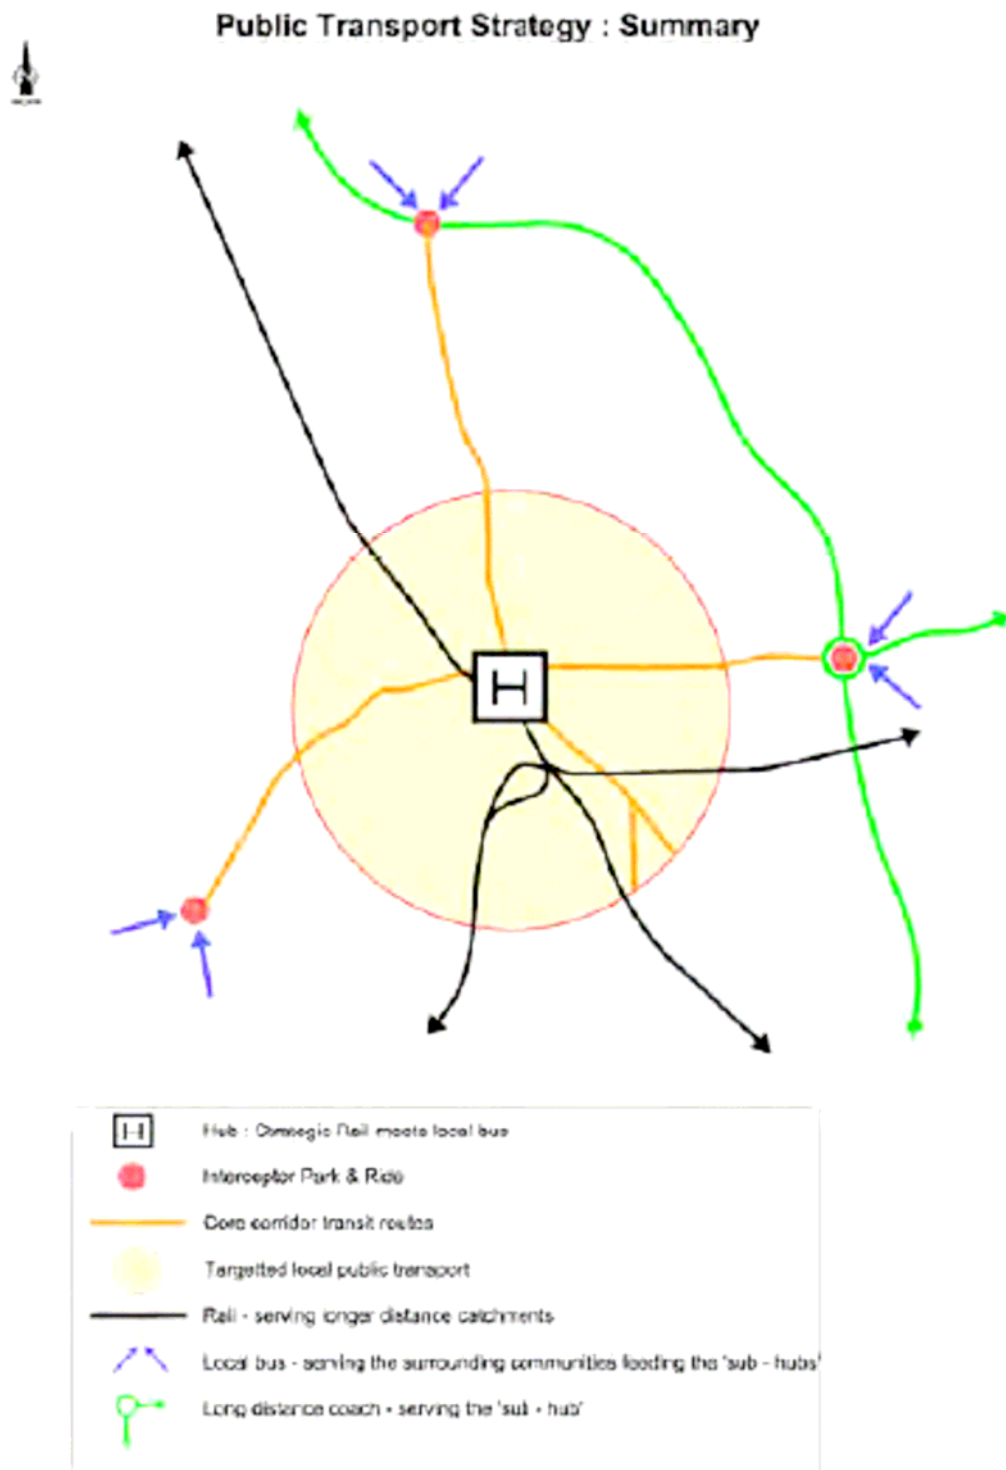 Public Transport Strategy : Summary
H
H
Hub : Strategic Rail meets local bus
Interceptor Park & Ride
Core corridor transit routes
Targetted local public transport
Rail - serving longer distance catchments
Local bus - serving the surrounding communities feeding the 'sub - hubs'
Long distance coach - serving the 'sub - hub'